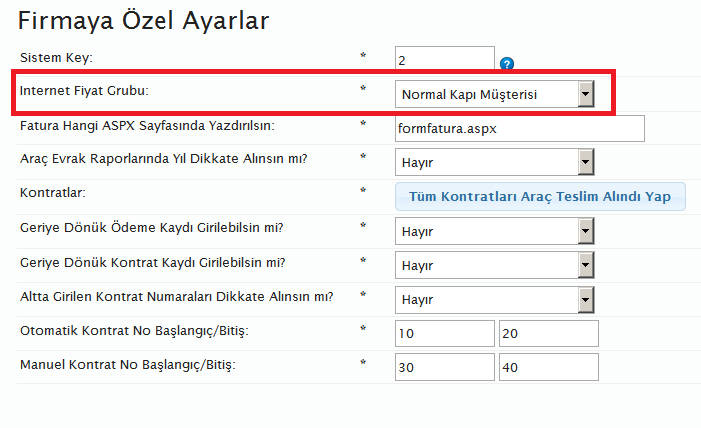 Firmaya Özel Ayarlar
Sistem Key: * 2 ?
Internet Fiyat Grubu: * Normal Kapı Müşterisi
Fatura Hangi ASPX Sayfasında Yazdırılsın: * formfatura.aspx
Araç Evrak Raporlarında Yıl Dikkate Alınsın mı? * Hayır
Kontratlar: * Tüm Kontratları Araç Teslim Alındı Yap
Geriye Dönük Ödeme Kaydı Girilebilsin mi? * Hayır
Geriye Dönük Kontrat Kaydı Girilebilsin mi? * Hayır
Altta Girilen Kontrat Numaraları Dikkate Alınsın mı? * Hayır
Otomatik Kontrat No Başlangıç/Bitiş: * 10 20
Manuel Kontrat No Başlangıç/Bitiş: * 30 40